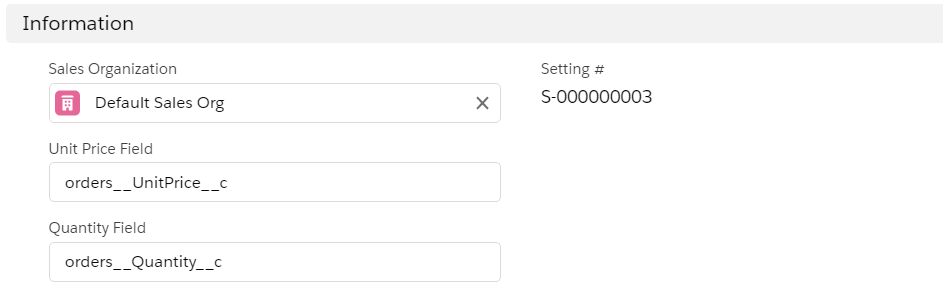 Information
Sales Organization
Default Sales Org
Setting #
S-000000003
Unit Price Field
orders__UnitPrice__c
Quantity Field
orders__Quantity__c